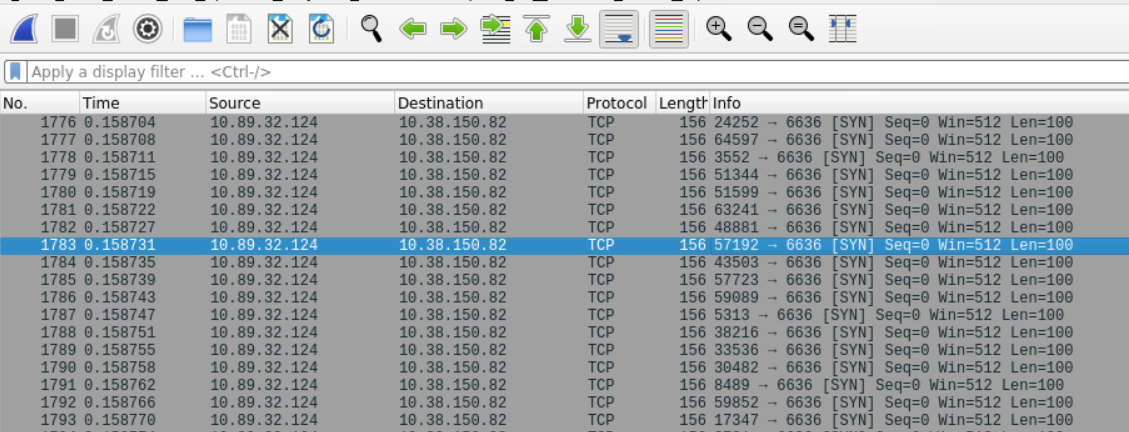 Apply a display filter ... <Ctrl-/>
No. Time Source Destination Protocol Length Info
1776 0.158704 10.89.32.124 10.38.150.82 TCP 156 24252 → 6636 [SYN] Seq=0 Win=512 Len=100
1777 0.158708 10.89.32.124 10.38.150.82 TCP 156 64597 → 6636 [SYN] Seq=0 Win=512 Len=100
1778 0.158711 10.89.32.124 10.38.150.82 TCP 156 3552 → 6636 [SYN] Seq=0 Win=512 Len=100
1779 0.158715 10.89.32.124 10.38.150.82 TCP 156 51344 → 6636 [SYN] Seq=0 Win=512 Len=100
1780 0.158719 10.89.32.124 10.38.150.82 TCP 156 51599 → 6636 [SYN] Seq=0 Win=512 Len=100
1781 0.158722 10.89.32.124 10.38.150.82 TCP 156 63241 → 6636 [SYN] Seq=0 Win=512 Len=100
1782 0.158727 10.89.32.124 10.38.150.82 TCP 156 48881 → 6636 [SYN] Seq=0 Win=512 Len=100
1783 0.158731 10.89.32.124 10.38.150.82 TCP 156 57192 → 6636 [SYN] Seq=0 Win=512 Len=100
1784 0.158735 10.89.32.124 10.38.150.82 TCP 156 43503 → 6636 [SYN] Seq=0 Win=512 Len=100
1785 0.158739 10.89.32.124 10.38.150.82 TCP 156 57723 → 6636 [SYN] Seq=0 Win=512 Len=100
1786 0.158743 10.89.32.124 10.38.150.82 TCP 156 59089 → 6636 [SYN] Seq=0 Win=512 Len=100
1787 0.158747 10.89.32.124 10.38.150.82 TCP 156 5313 → 6636 [SYN] Seq=0 Win=512 Len=100
1788 0.158751 10.89.32.124 10.38.150.82 TCP 156 38216 → 6636 [SYN] Seq=0 Win=512 Len=100
1789 0.158755 10.89.32.124 10.38.150.82 TCP 156 33536 → 6636 [SYN] Seq=0 Win=512 Len=100
1790 0.158758 10.89.32.124 10.38.150.82 TCP 156 30482 → 6636 [SYN] Seq=0 Win=512 Len=100
1791 0.158762 10.89.32.124 10.38.150.82 TCP 156 8489 → 6636 [SYN] Seq=0 Win=512 Len=100
1792 0.158766 10.89.32.124 10.38.150.82 TCP 156 59852 → 6636 [SYN] Seq=0 Win=512 Len=100
1793 0.158770 10.89.32.124 10.38.150.82 TCP 156 17347 → 6636 [SYN] Seq=0 Win=512 Len=100